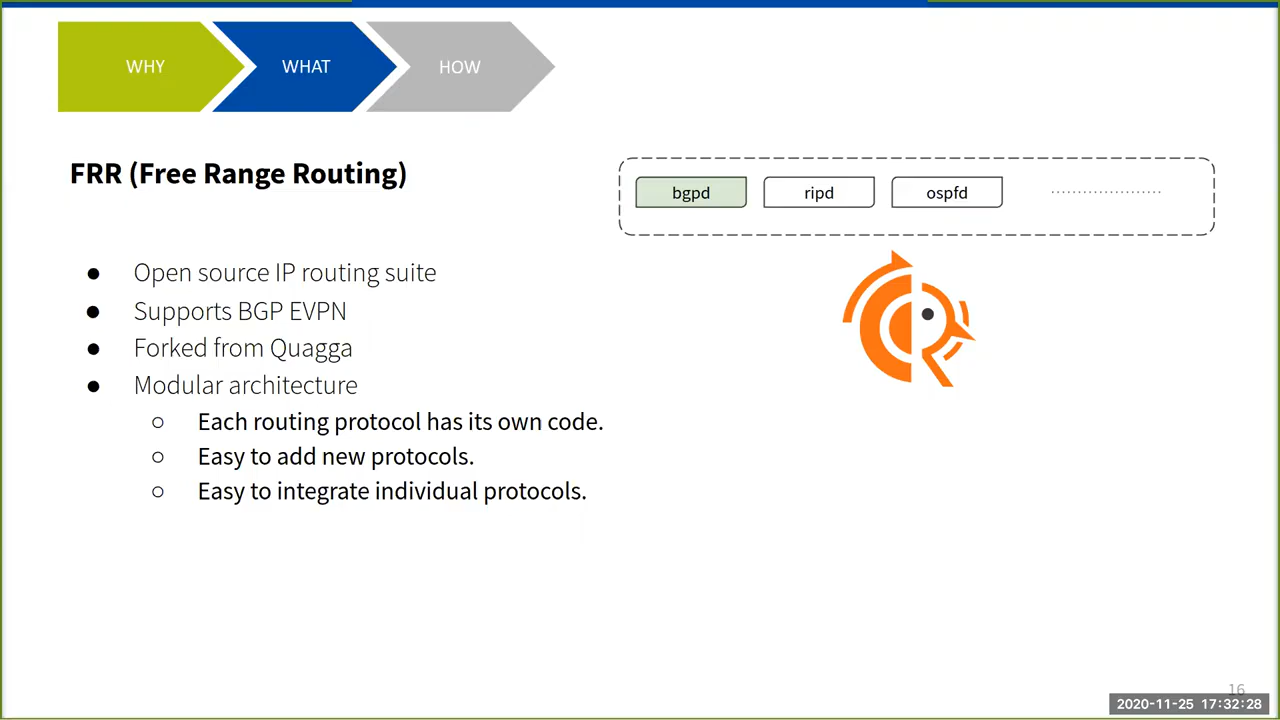 WHY
WHAT
HOW
FRR (Free Range Routing)
bgpd
ripd
ospfd
● Open source IP routing suite
● Supports BGP EVPN
● Forked from Quagga
● Modular architecture
○ Each routing protocol has its own code.
○ Easy to add new protocols.
○ Easy to integrate individual protocols.
16
2020-11-25 17:32:28